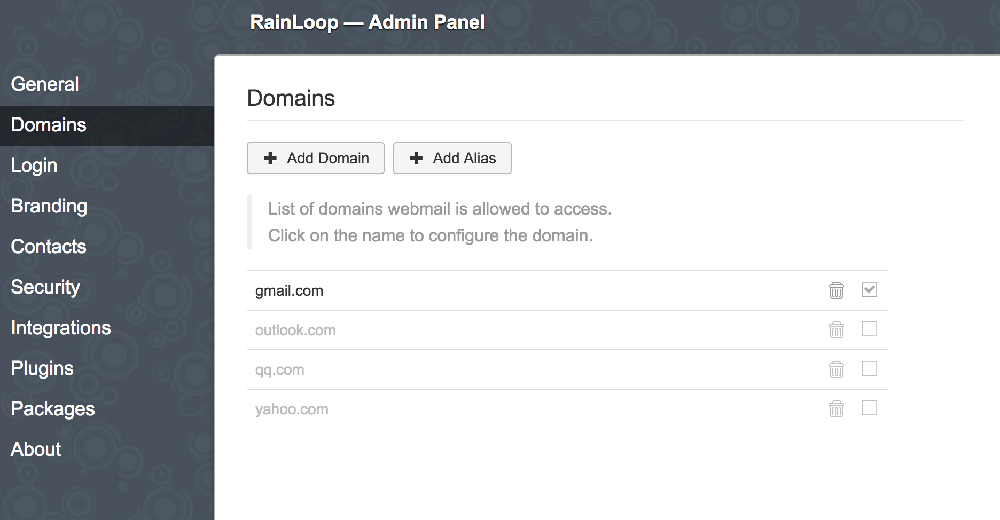 RainLoop — Admin Panel
General
Domains
Login
Branding
Contacts
Security
Integrations
Plugins
Packages
About
Domains
Add Domain
Add Alias
List of domains webmail is allowed to access.
Click on the name to configure the domain.
gmail.com
outlook.com
qq.com
yahoo.com